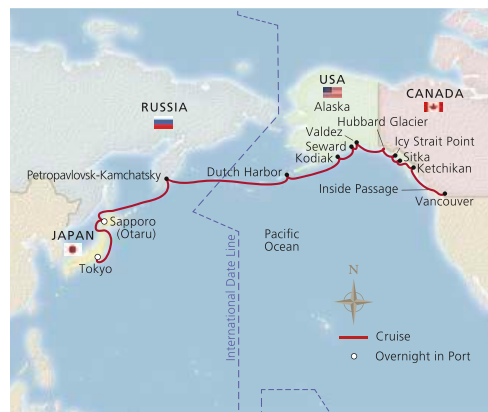 USA
Alaska
CANADA
RUSSIA
Hubbard Glacier
Valdez
Icy Strait Point
Seward
Sitka
Kodiak
Ketchikan
Dutch Harbor
Petropavlovsk-Kamchatsky
Inside Passage
Vancouver
Sapporo
(Otaru)
JAPAN
Tokyo
Pacific
Ocean
International Date Line
N
Cruise
Overnight in Port